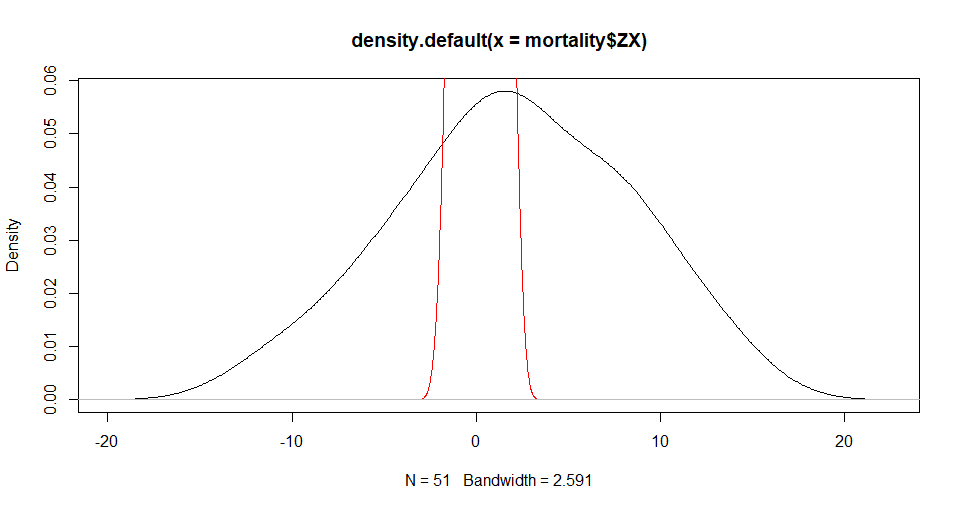 density.default(x = mortality$ZX)
Density
0.06
0.05
0.04
0.03
0.02
0.01
0.00
-20 -10 0 10 20
N = 51 Bandwidth = 2.591